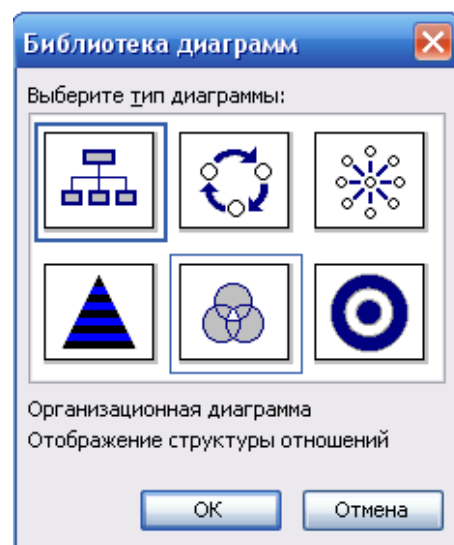 Библиотека диаграмм
Выберите тип диаграммы:
Организационная диаграмма
Отображение структуры отношений
ОК
Отмена